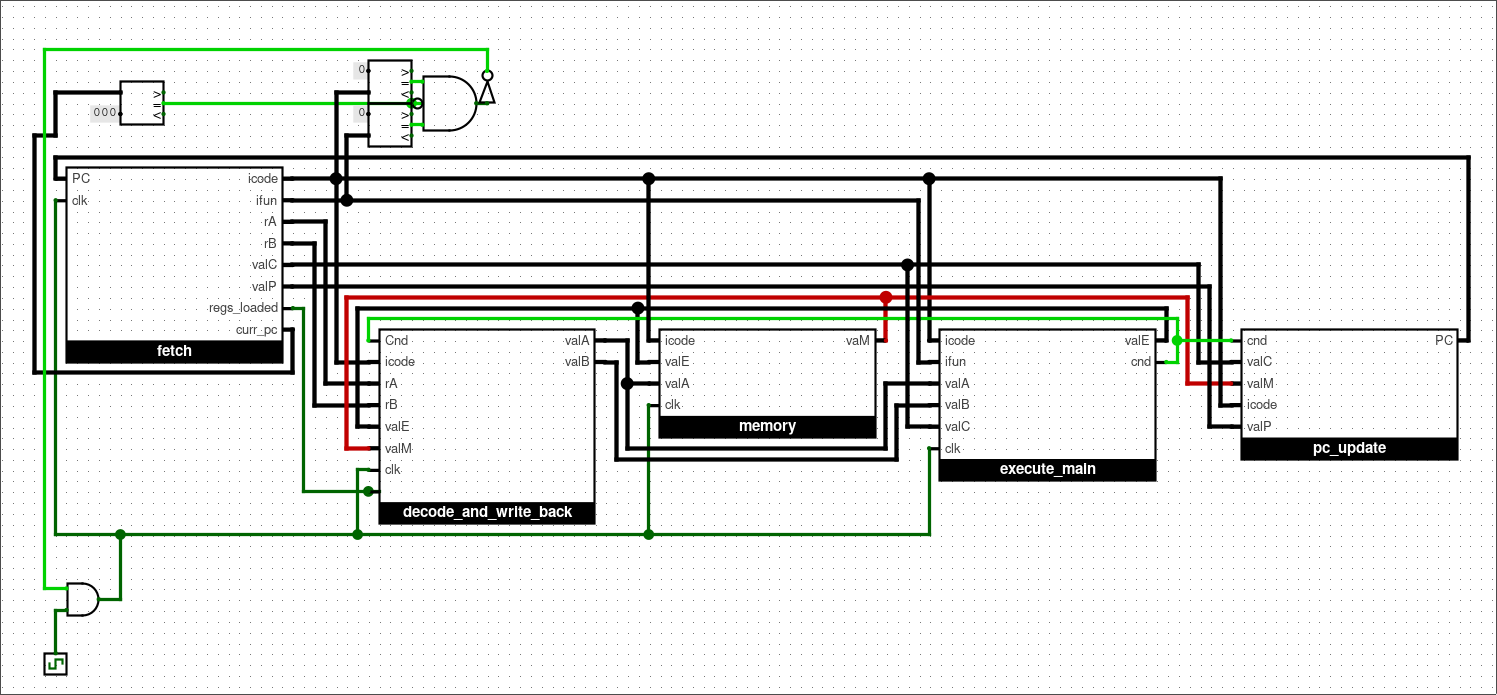 0
>
=
<
000
>
=
<
0
>
=
<
PC
clk
icode
ifun
rA
rB
valC
valP
regs_loaded
curr_pc
fetch
Cnd
icode
rA
rB
valE
valM
clk
valA
valB
decode_and_write_back
icode
valE
valA
clk
vaM
memory
icode
ifun
valA
valB
valC
clk
valE
cnd
execute_main
cnd
valC
valM
icode
valP
PC
pc_update